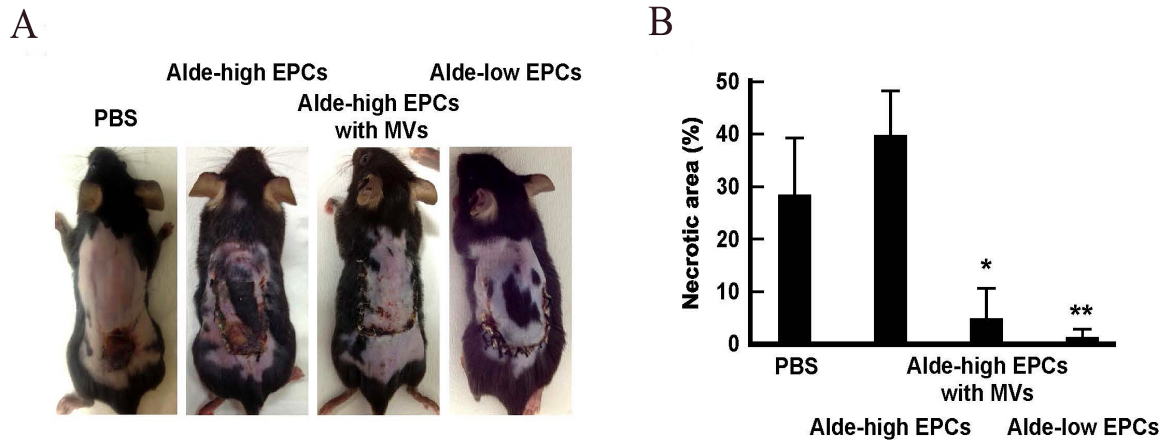 A
Alde-high EPCs
Alde-low EPCs
PBS
Alde-high EPCs
with MVs
B
Necrotic area (%)
50
40
30
20
10
0
*
**
PBS
Alde-high EPCs
with MVs
Alde-high EPCs
Alde-low EPCs